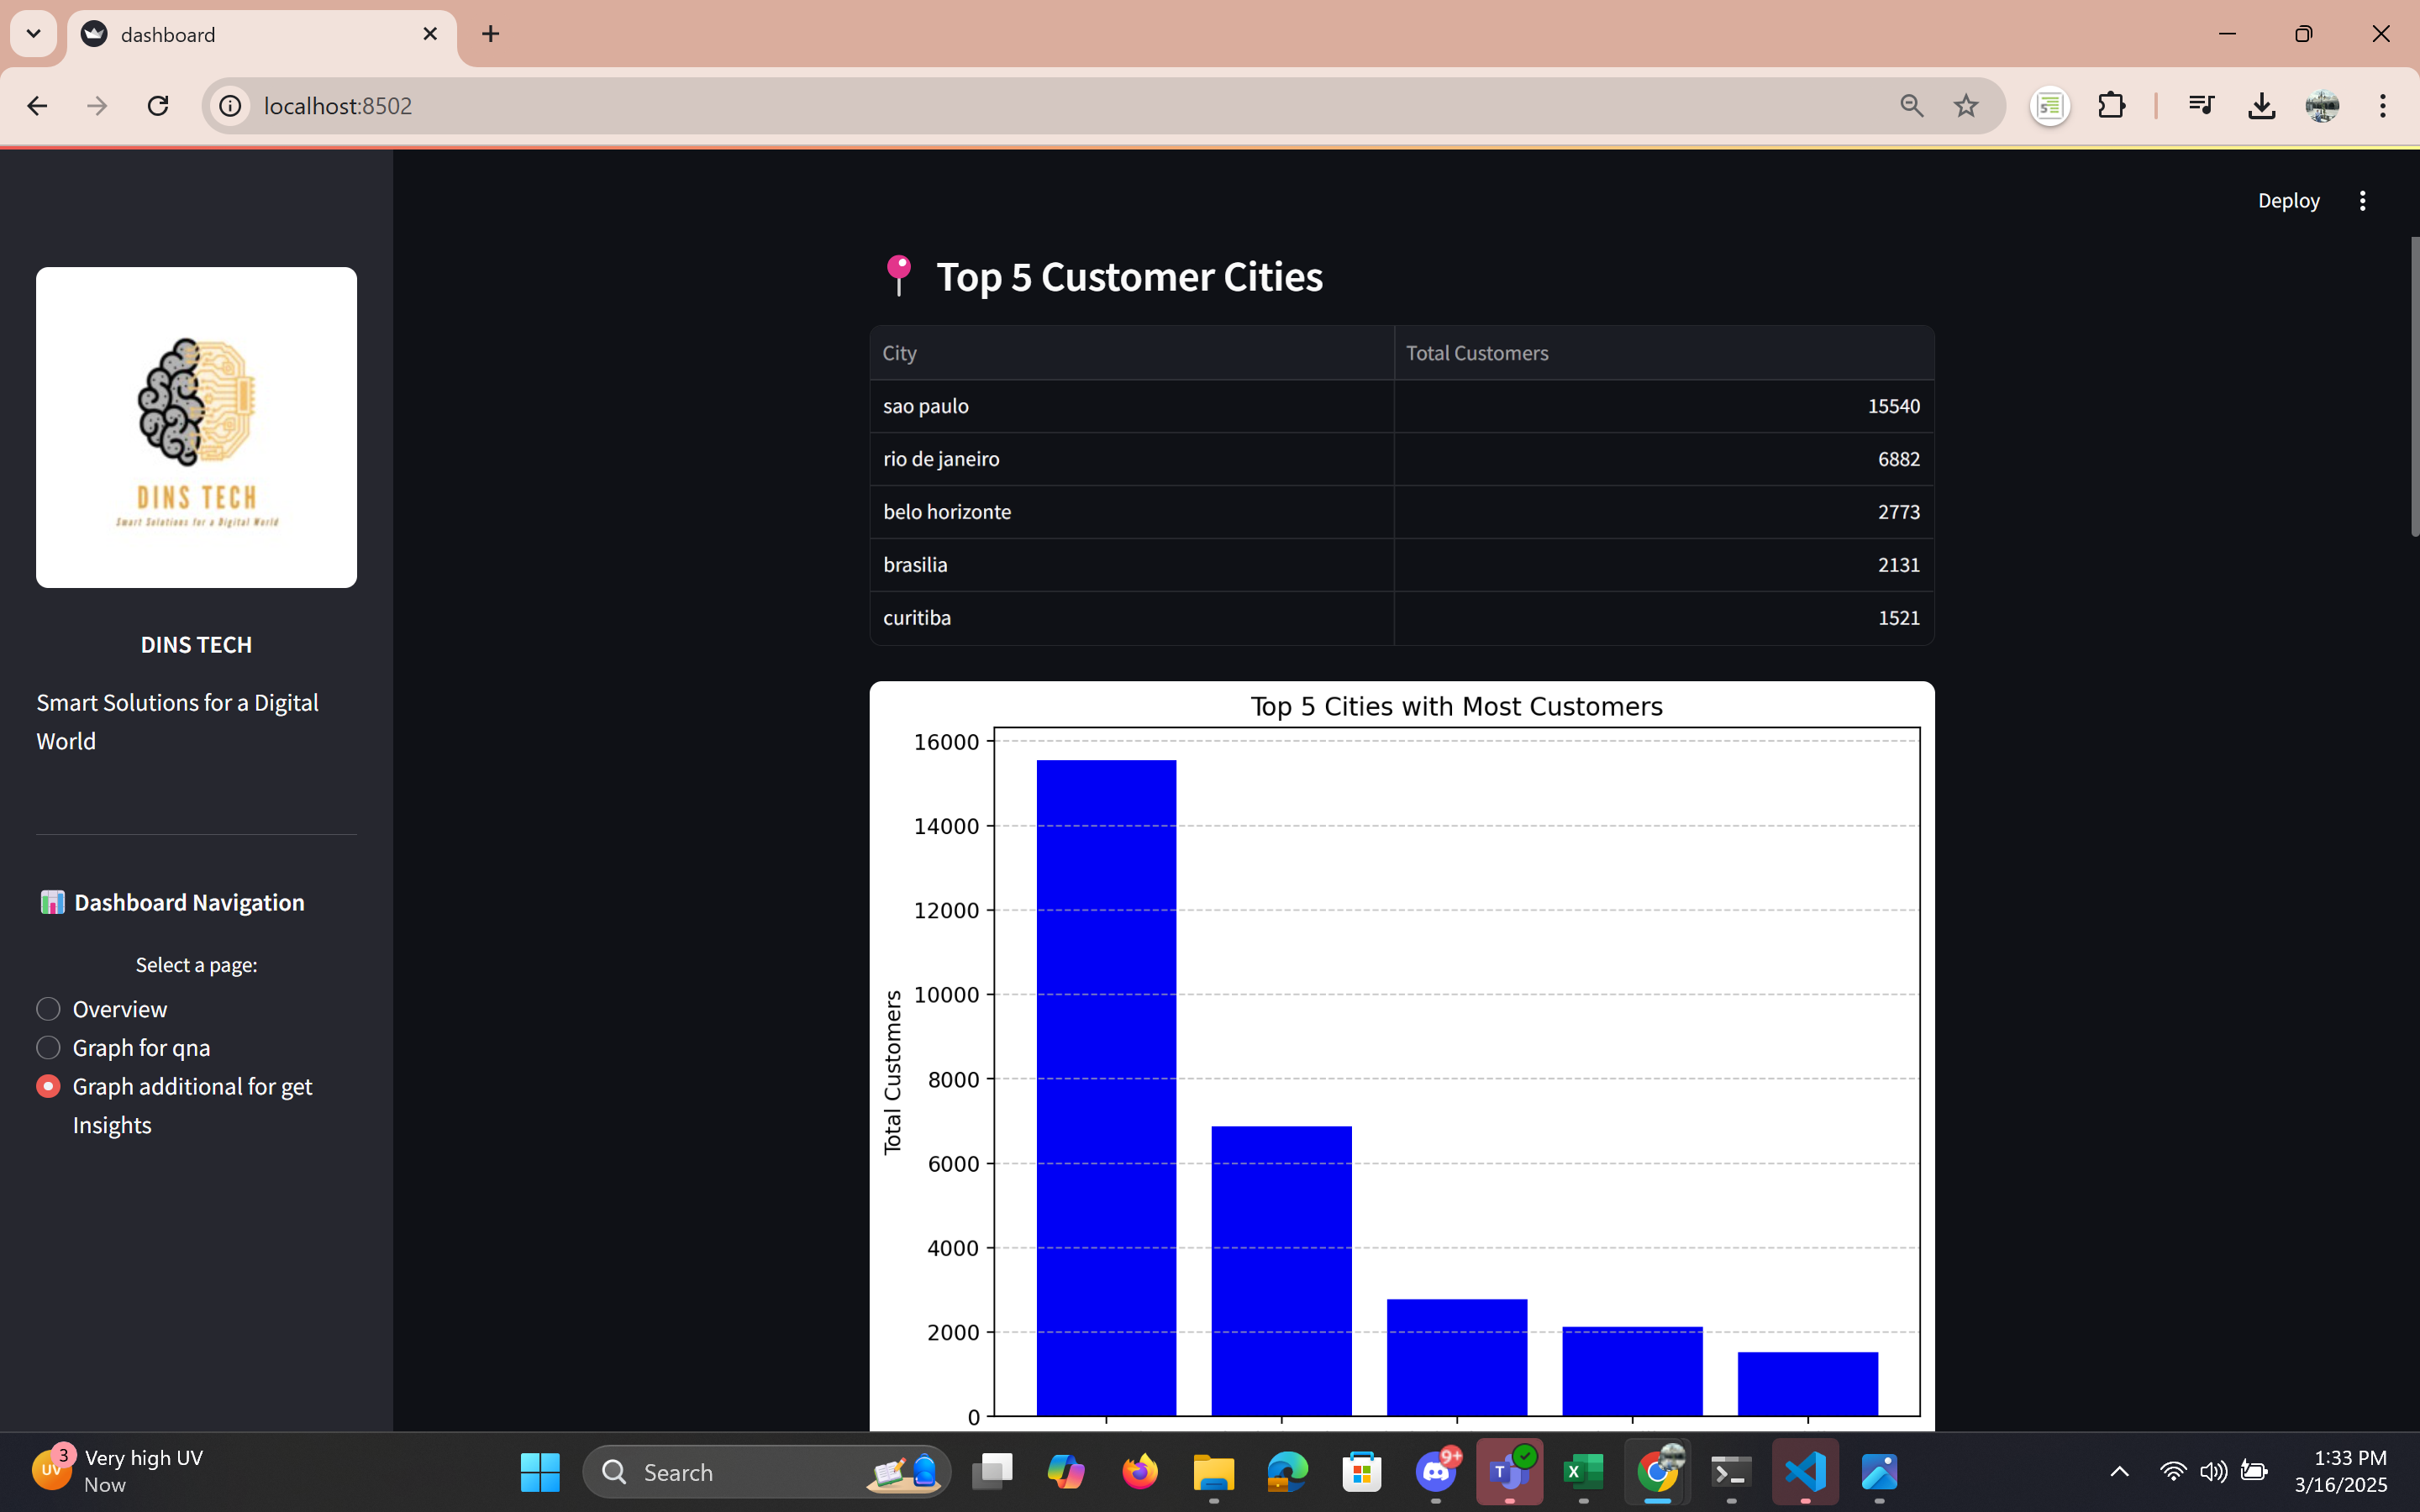 dashboard
localhost:8502
Deploy
DINS TECH
Smart Solutions for a Digital World
DINS TECH
Smart Solutions for a Digital
World
📊 Dashboard Navigation
Select a page:
Overview
Graph for qna
Graph additional for get
Insights
📍 Top 5 Customer Cities
City Total Customers
sao paulo 15540
rio de janeiro 6882
belo horizonte 2773
brasilia 2131
curitiba 1521
Top 5 Cities with Most Customers
Total Customers
16000
14000
12000
10000
8000
6000
4000
2000
0
UV
3
Very high UV
Now
Search
9+
T
X
1:33 PM
3/16/2025